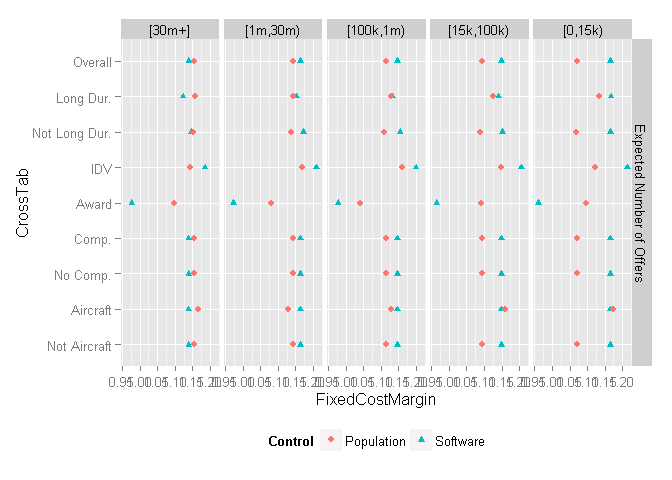 [30m+] [1m,30m) [100k,1m) [15k,100k) [0,15k)
Overall
Long Dur.
Not Long Dur.
IDV
Award
Comp.
No Comp.
Aircraft
Not Aircraft
CrossTab
Expected Number of Offers
0.95 1.00 1.05 1.10 1.15 1.20 0.95 1.00 1.05 1.10 1.15 1.20 0.95 1.00 1.05 1.10 1.15 1.20 0.95 1.00 1.05 1.10 1.15 1.20 0.95 1.00 1.05 1.10 1.15 1.20
FixedCostMargin
Control Population Software